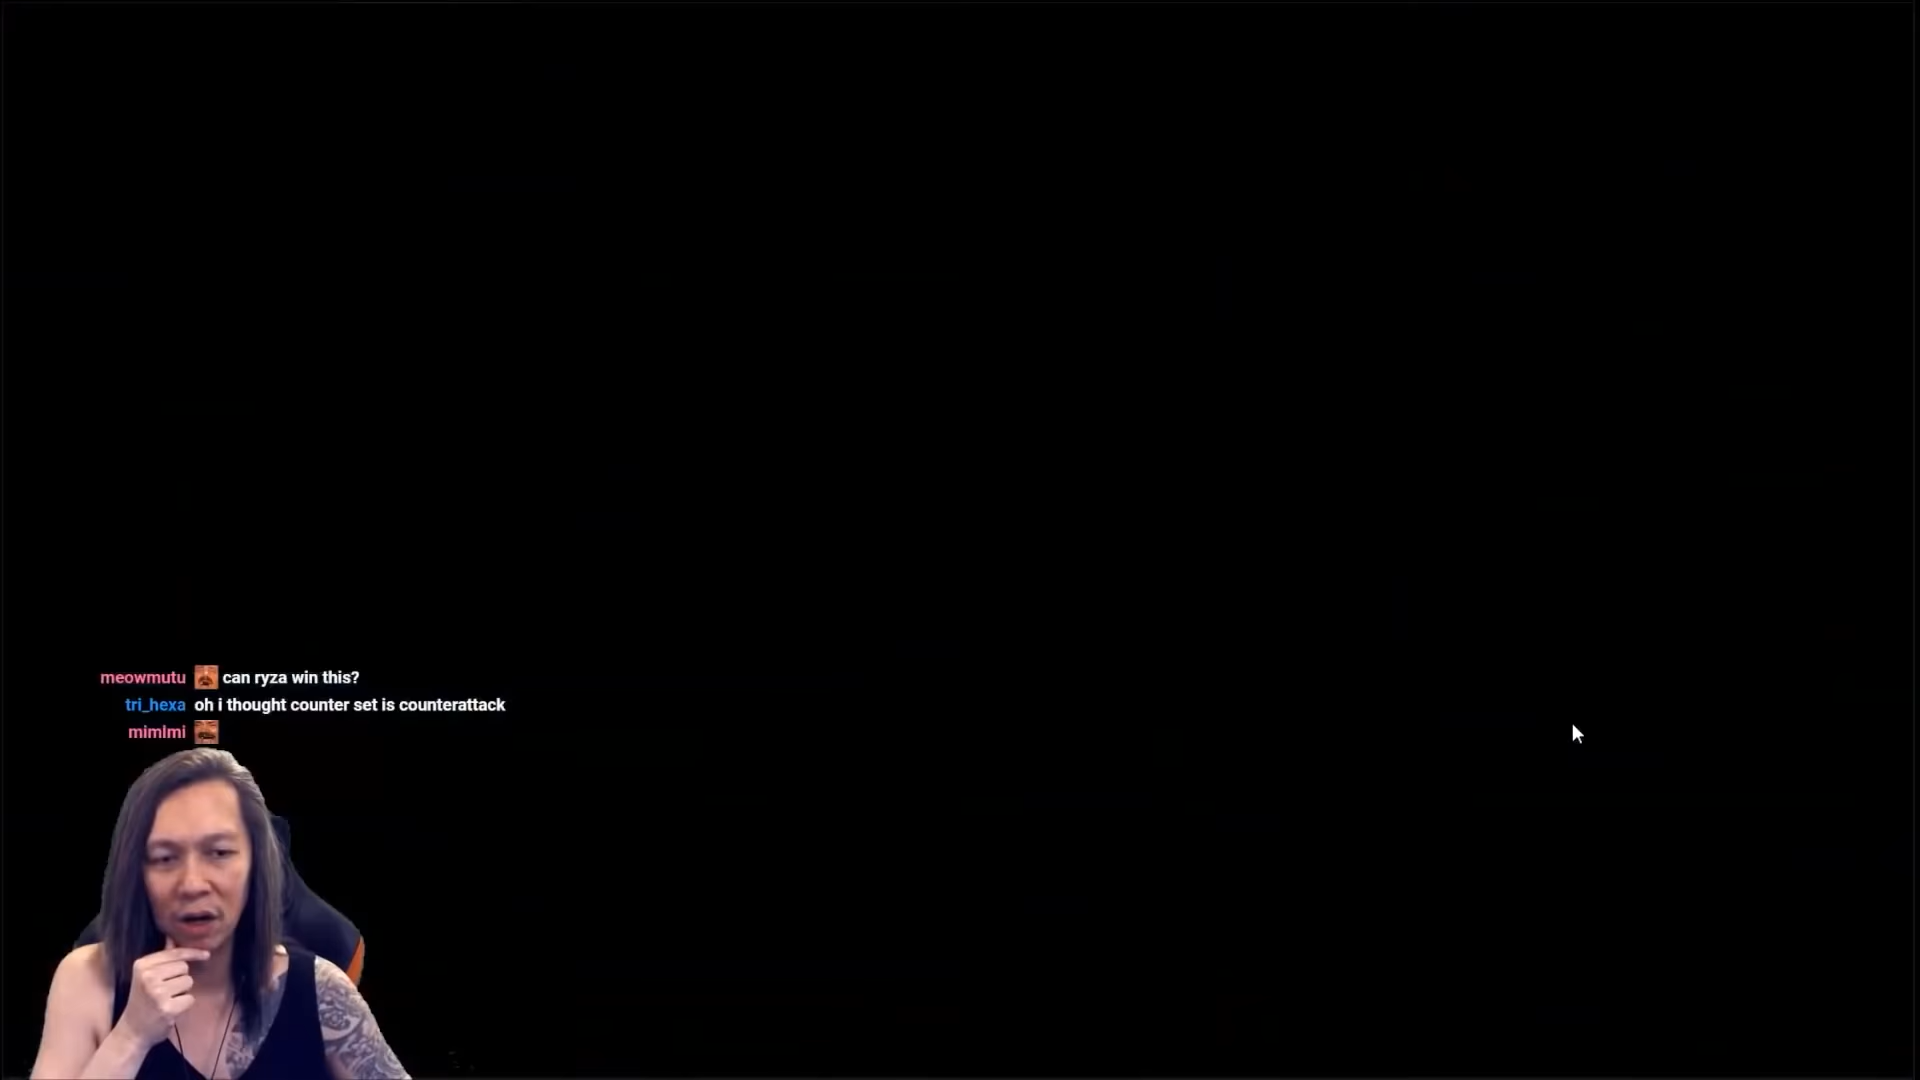 meowmutu can ryza win this?
tri_hexa oh i thought counter set is counterattack
mimlmi